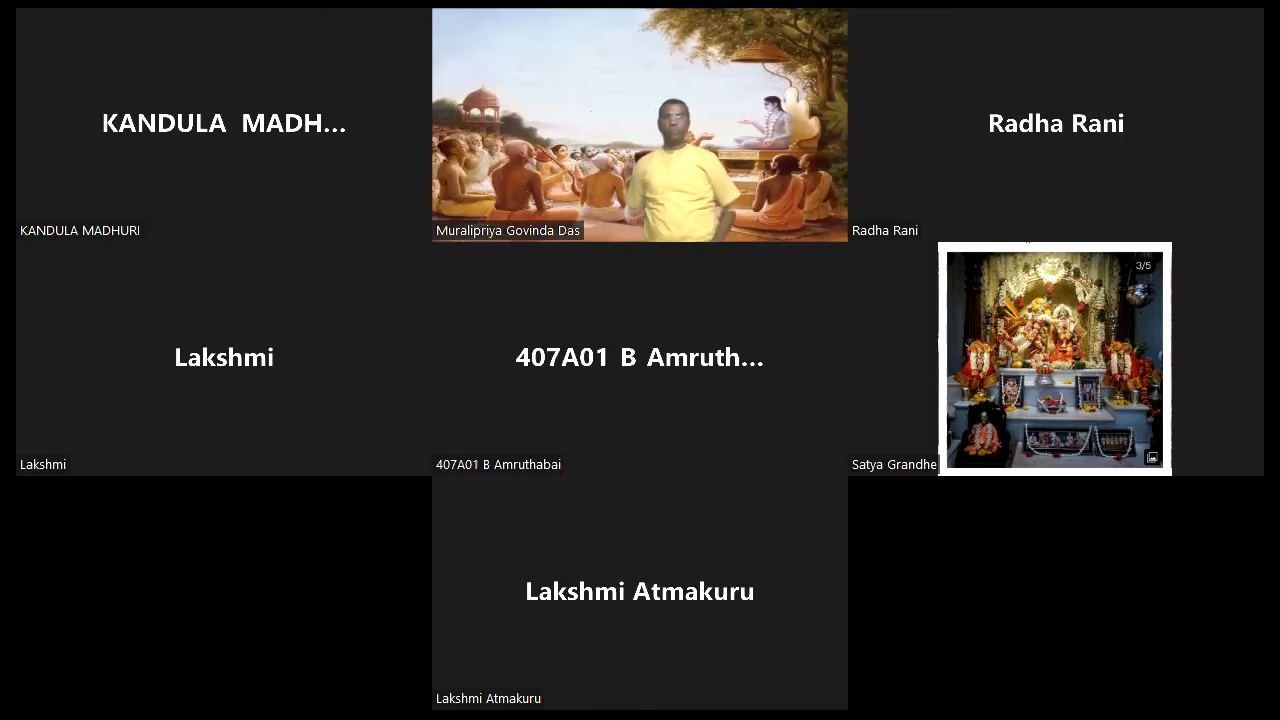 KANDULA MADH...
KANDULA MADHURI
Muralipriya Govinda Das
Radha Rani
Radha Rani
Lakshmi
Lakshmi
407A01 B Amruth...
407A01 B Amruthabai
3/5
Satya Grandhe
Lakshmi Atmakuru
Lakshmi Atmakuru